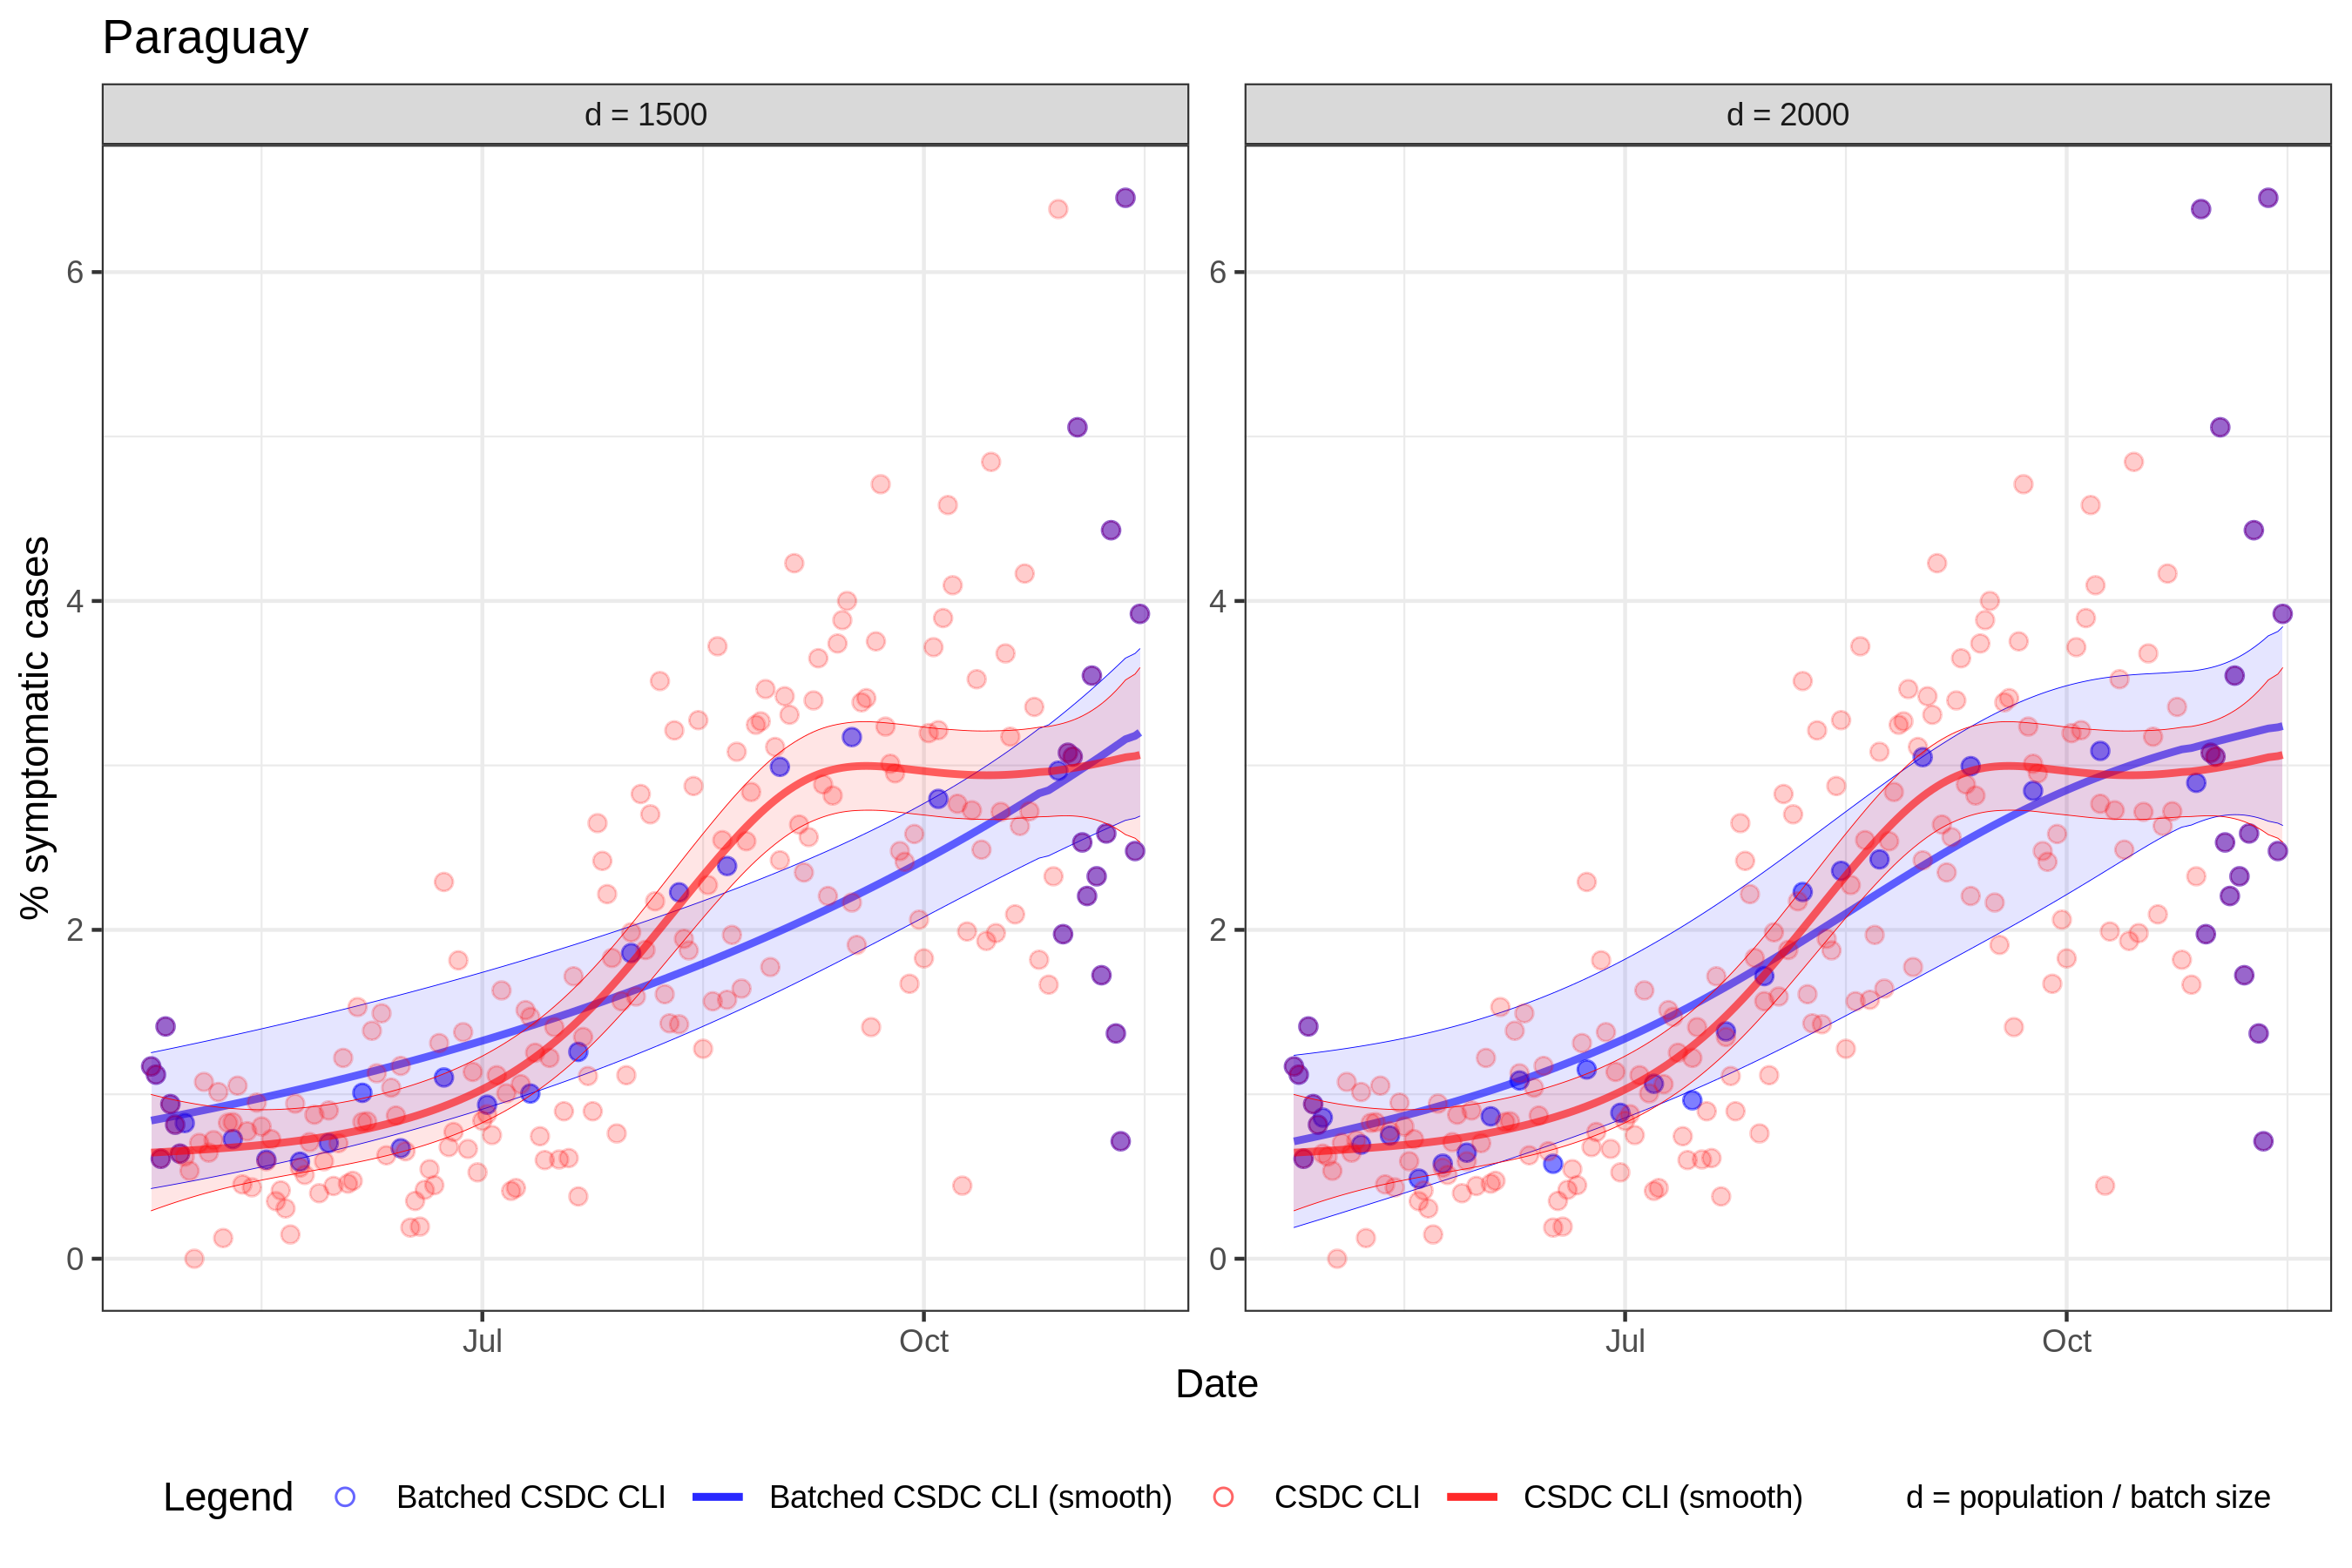 Paraguay
d = 1500
d = 2000
% symptomatic cases
6
4
2
0
6
4
2
0
Jul
Oct
Jul
Oct
Date
Legend
Batched CSDC CLI
Batched CSDC CLI (smooth)
CSDC CLI
CSDC CLI (smooth)
d = population / batch size